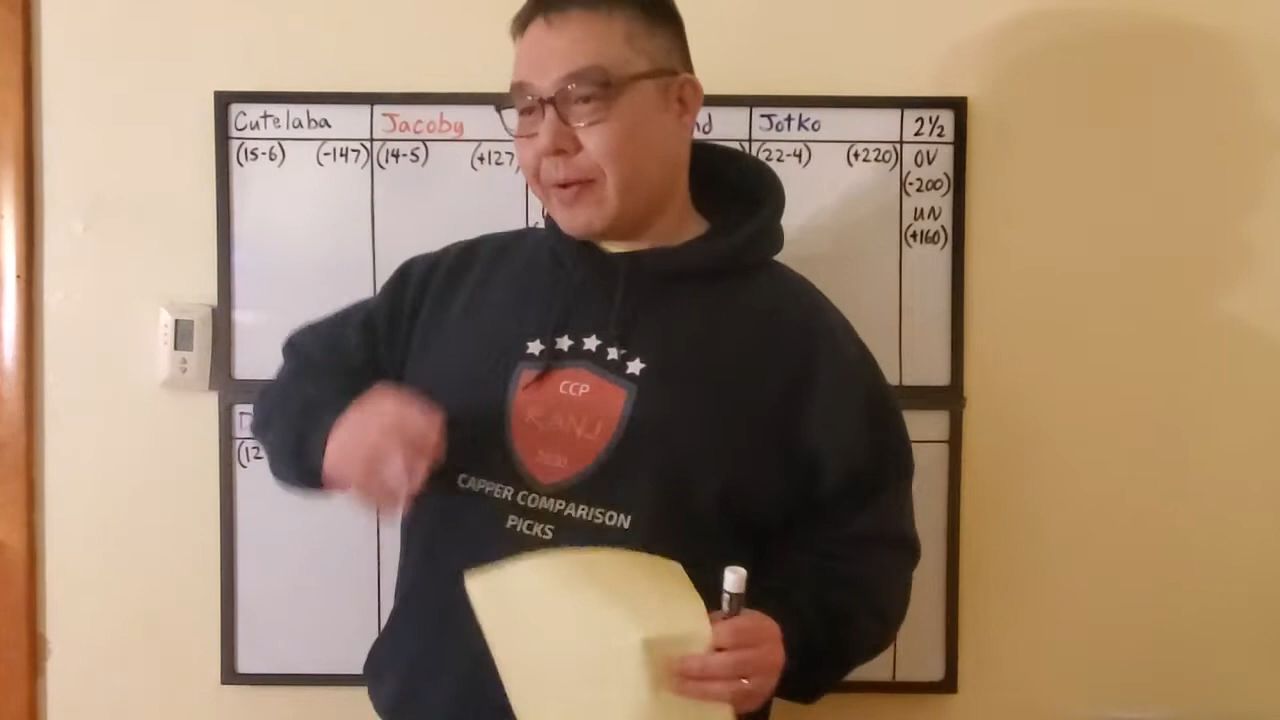 Cutelaba Jacoby nd Jotko 2½
(15-6) (-147) (14-5) (+127 (22-4) (+220) OV
(-200)
UN
(+160)
CCP
KANJ
CAPPER COMPARISON
PICKS
D
(12